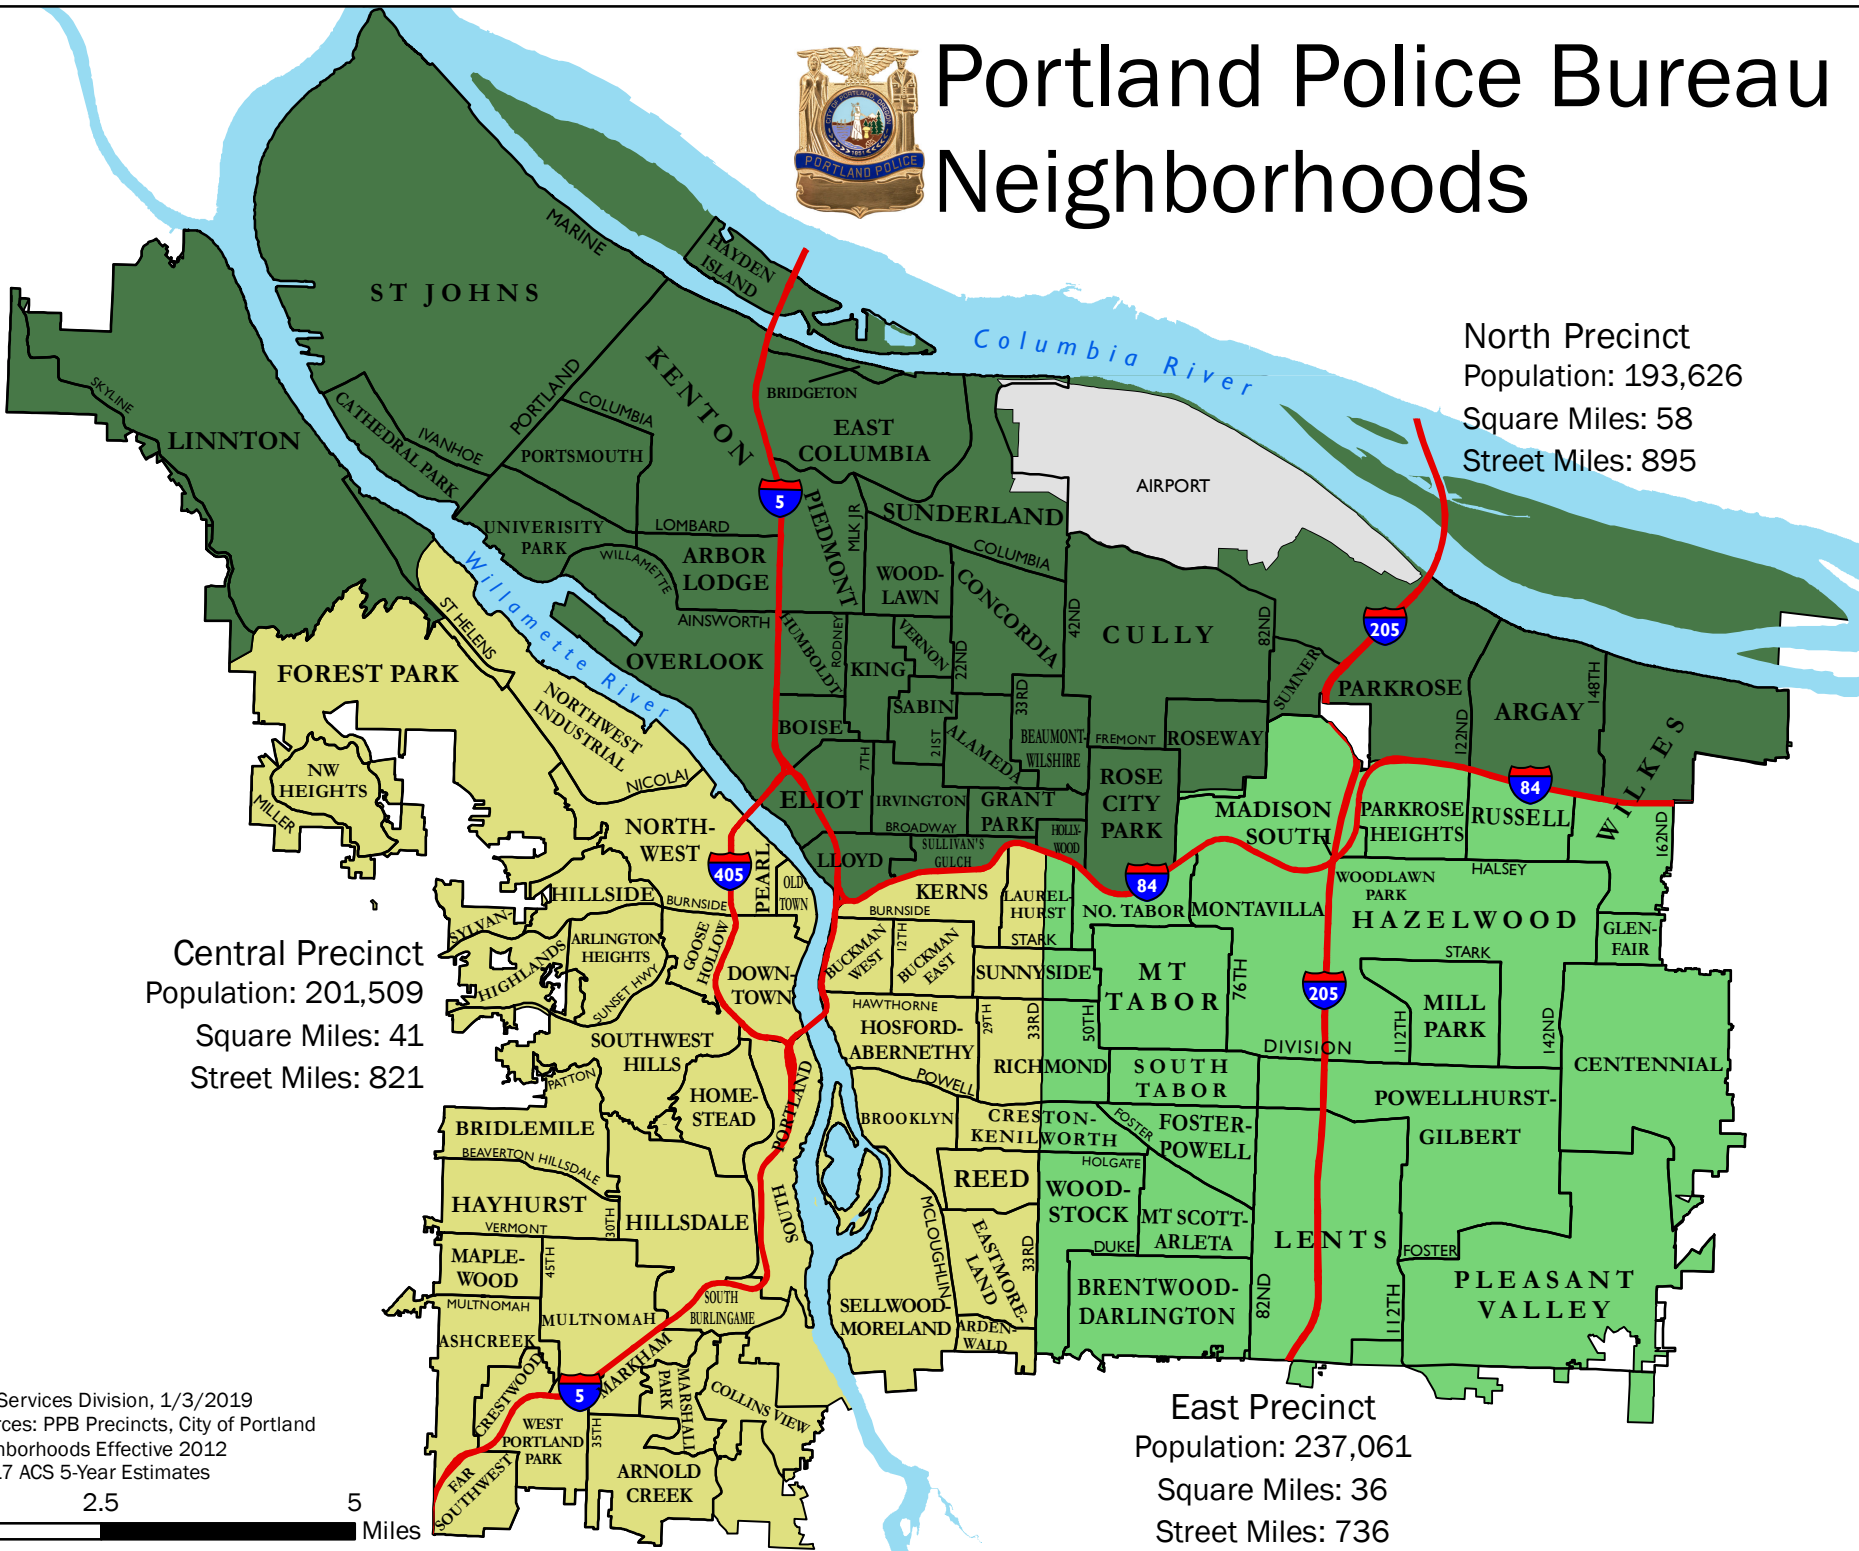 Portland Police Bureau
Neighborhoods
CITY OF PORTLAND, OREGON
1851
PORTLAND POLICE
North Precinct
Population: 193,626
Square Miles: 58
Street Miles: 895
Columbia River
MARINE
HAYDEN
ISLAND
ST JOHNS
KENTON
BRIDGETON
EAST
COLUMBIA
SKYLINE
LINNTON
CATHEDRAL PARK
IVANHOE
PORTLAND
COLUMBIA
PORTSMOUTH
AIRPORT
5
PIEDMONT
MLK JR
SUNDERLAND
UNIVERISITY
PARK
LOMBARD
WILLAMETTE
ARBOR
LODGE
COLUMBIA
WOOD-
LAWN
CONCORDIA
42ND
CULLY
82ND
205
Willamette River
ST HELENS
AINSWORTH
HUMBOLDT
RODNEY
KING
VERNON
22ND
OVERLOOK
SUMNER
PARKROSE
148TH
FOREST PARK
NORTHWEST
INDUSTRIAL
NICOLAI
BOISE
SABIN
33RD
21ST
ALAMEDA
BEAUMONT-
WILSHIRE
FREMONT
ROSEWAY
122ND
ARGAY
WILKES
NW
HEIGHTS
MILLER
7TH
ELIOT
IRVINGTON
GRANT
PARK
ROSE
CITY
PARK
84
MADISON
SOUTH
PARKROSE
HEIGHTS
RUSSELL
162ND
NORTH-
WEST
PEARL
BROADWAY
LLOYD
SULLIVAN'S
GULCH
HOLLY-
WOOD
405
OLD
TOWN
HILLSIDE
BURNSIDE
KERNS
BURNSIDE
LAUREL-
HURST
84
NO. TABOR
MONTAVILLA
WOODLAWN
PARK
HALSEY
HAZELWOOD
GLEN-
FAIR
SYLVAN-
HIGHLANDS
ARLINGTON
HEIGHTS
SUNSET HWY
GOOSE
HOLLOW
DOWN-
TOWN
BUCKMAN
WEST
12TH
BUCKMAN
EAST
STARK
SUNNYSIDE
MT
TABOR
76TH
205
STARK
MILL
PARK
112TH
142ND
Central Precinct
Population: 201,509
Square Miles: 41
Street Miles: 821
HAWTHORNE
HOSFORD-
ABERNETHY
29TH
33RD
50TH
RICHMOND
DIVISION
SOUTH
TABOR
CENTENNIAL
SOUTHWEST
HILLS
PATTON
HOME-
STEAD
SOUTH
PORTLAND
POWELL
BROOKLYN
CRESTON-
KENILWORTH
FOSTER
FOSTER-
POWELL
POWELLHURST-
GILBERT
BRIDLEMILE
BEAVERTON HILLSDALE
HOLGATE
REED
WOOD-
STOCK
HAYHURST
VERMONT
30TH
HILLSDALE
MCLOUGHLIN
EASTMORE-
LAND
33RD
MT SCOTT-
ARLETA
DUKE
LENTS
FOSTER
MAPLE-
WOOD
45TH
MULTNOMAH
MULTNOMAH
SOUTH
BURLINGAME
SELLWOOD-
MORELAND
ARDEN-
WALD
BRENTWOOD-
DARLINGTON
82ND
112TH
PLEASANT
VALLEY
ASHCREEK
CRESTWOOD
5
MARKHAM
MARSHALL
PARK
COLLINS VIEW
WEST
PORTLAND
PARK
35TH
ARNOLD
CREEK
FAR
SOUTHWEST
East Precinct
Population: 237,061
Square Miles: 36
Street Miles: 736
Services Division, 1/3/2019
rces: PPB Precincts, City of Portland
hborhoods Effective 2012
7 ACS 5-Year Estimates
2.5 5
Miles